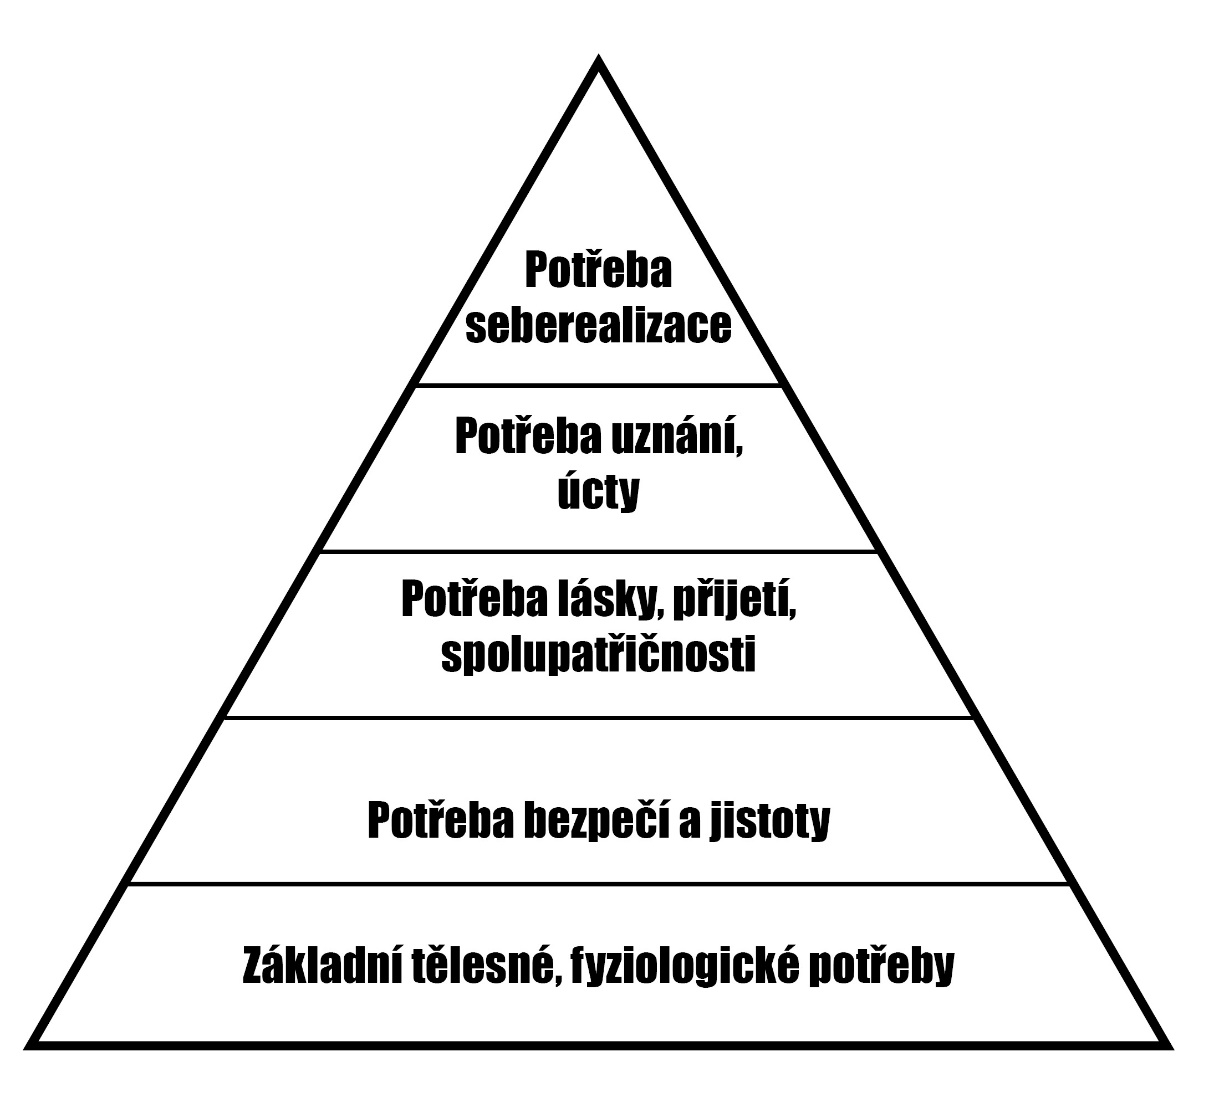 Potřeba
seberealizace
Potřeba uznání,
úcty
Potřeba lásky, přijetí,
spolupatřičnosti
Potřeba bezpečí a jistoty
Základní tělesné, fyziologické potřeby